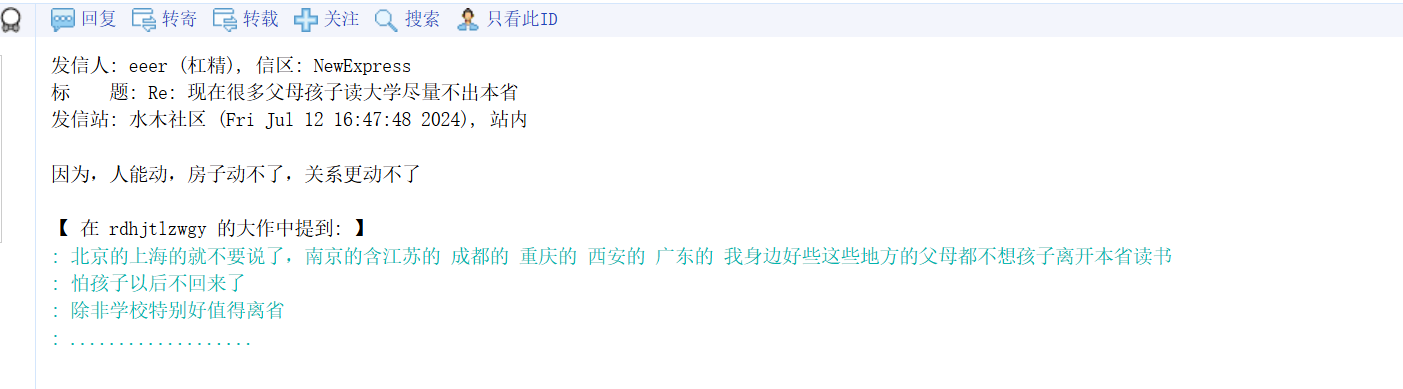 回复 转寄 转载 关注 搜索 只看此ID
发信人: eeer (杠精), 信区: NewExpress
标    题: Re: 现在很多父母孩子读大学尽量不出本省
发信站: 水木社区 (Fri Jul 12 16:47:48 2024), 站内
因为，人能动，房子动不了，关系更动不了
【 在 rdhjtlzwgy 的大作中提到: 】
: 北京的上海的就不要说了，南京的含江苏的 成都的 重庆的 西安的 广东的 我身边好些这些地方的父母都不想孩子离开本省读书
: 怕孩子以后不回来了
: 除非学校特别好值得离省
: ...................